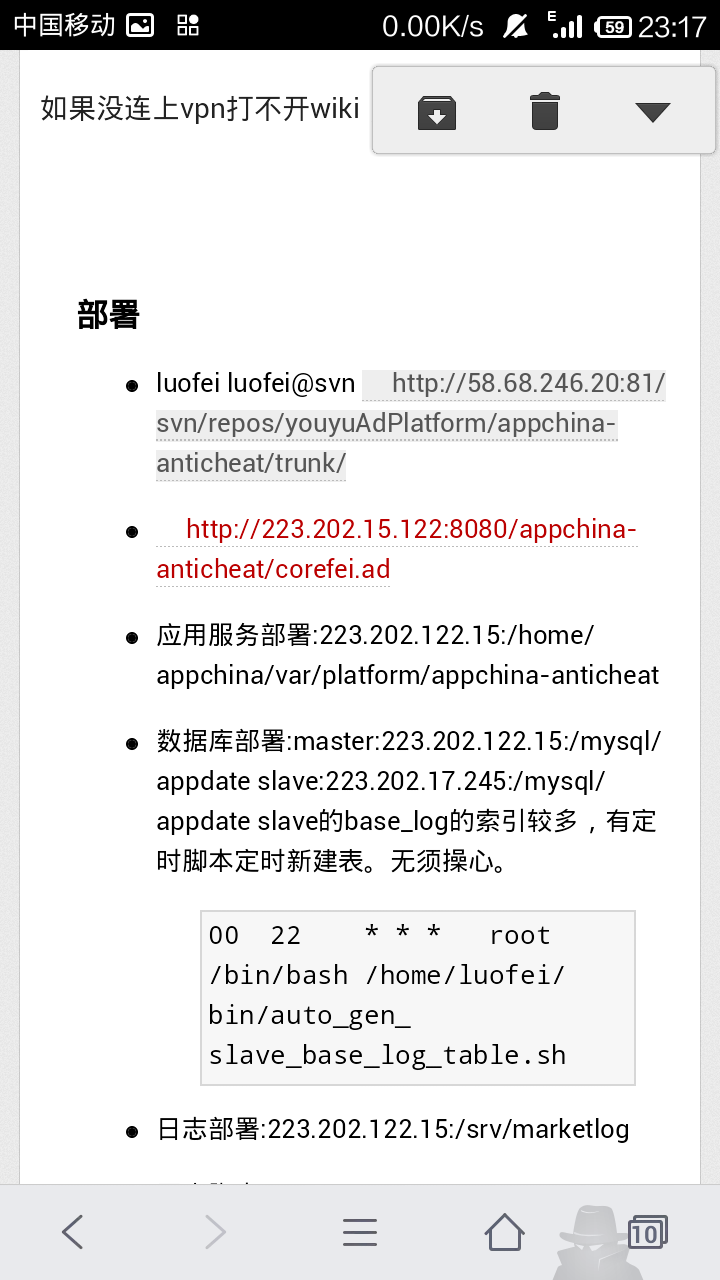 中国移动 0.00K/s E 59 23:17
如果没连上vpn打不开wiki
部署
luofei luofei@svn http://58.68.246.20:81/
svn/repos/youyuAdPlatform/appchina-
anticheat/trunk/
http://223.202.15.122:8080/appchina-
anticheat/corefei.ad
应用服务部署:223.202.122.15:/home/
appchina/var/platform/appchina-anticheat
数据库部署:master:223.202.122.15:/mysql/
appdate slave:223.202.17.245:/mysql/
appdate slave的base_log的索引较多，有定
时脚本定时新建表。无须操心。
00 22 * * * root
/bin/bash /home/luofei/
bin/auto_gen_
slave_base_log_table.sh
日志部署:223.202.122.15:/srv/marketlog
10